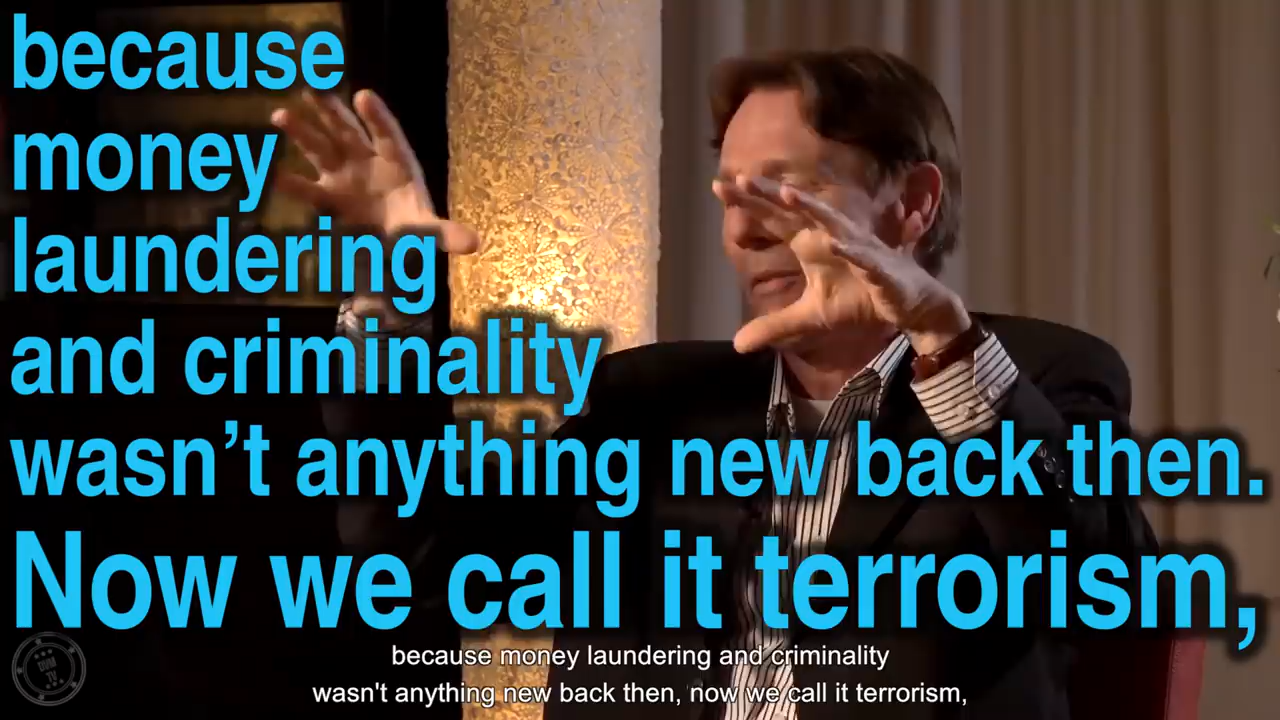 because
money
laundering
and criminality
wasn’t anything new back then.
Now we call it terrorism,
because money laundering and criminality
wasn't anything new back then, now we call it terrorism,